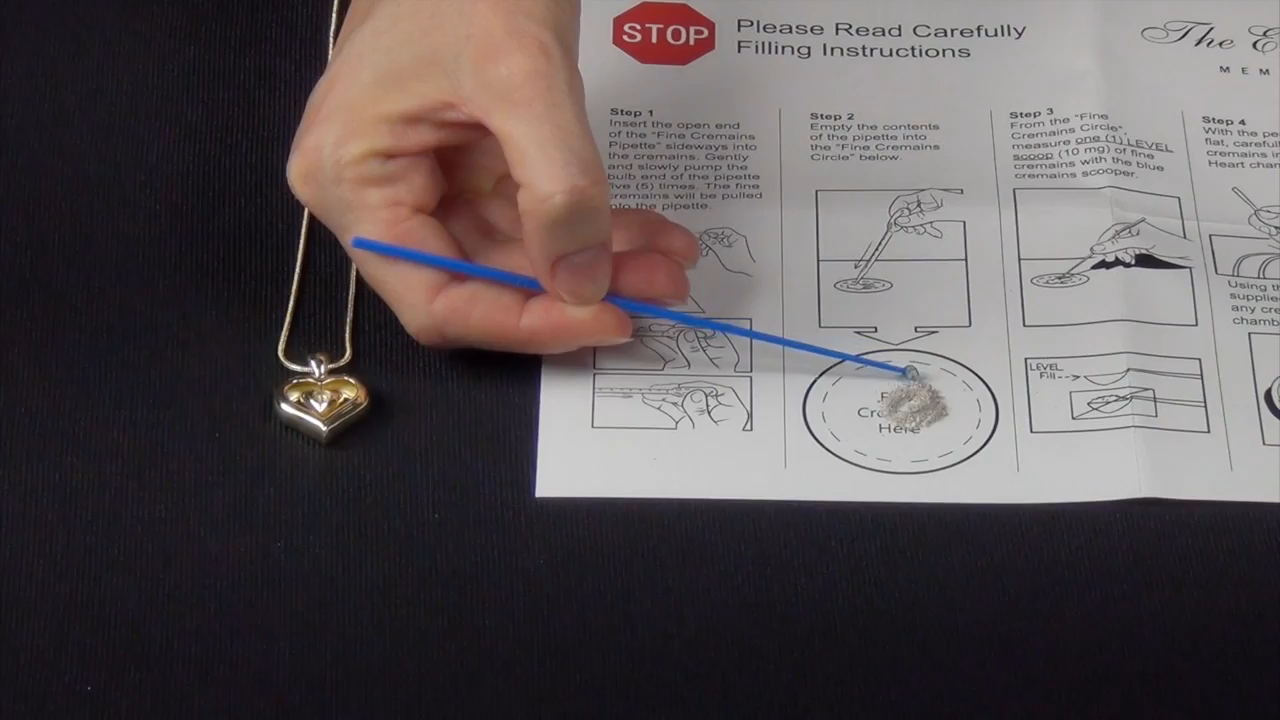 STOP
Please Read Carefully
Filling Instructions
The E
MEM
Step 1
Insert the open end
of the "Fine Cremains
Pipette" sideways into
the cremains. Gently
and slowly pump the
bulb end of the pipette
five (5) times. The fine
cremains will be pulled
into the pipette.
Step 2
Empty the contents
of the pipette into
the "Fine Cremains
Circle" below.
Step 3
From the "Fine
Cremains Circle",
measure one (1) LEVEL
scoop (10 mg) of fine
cremains with the blue
cremains scooper.
Step 4
With the pe
flat, careful
cremains in
Heart chan
Using th
supplie
any cre
chamb
LEVEL
Fill
F
Cre
Here